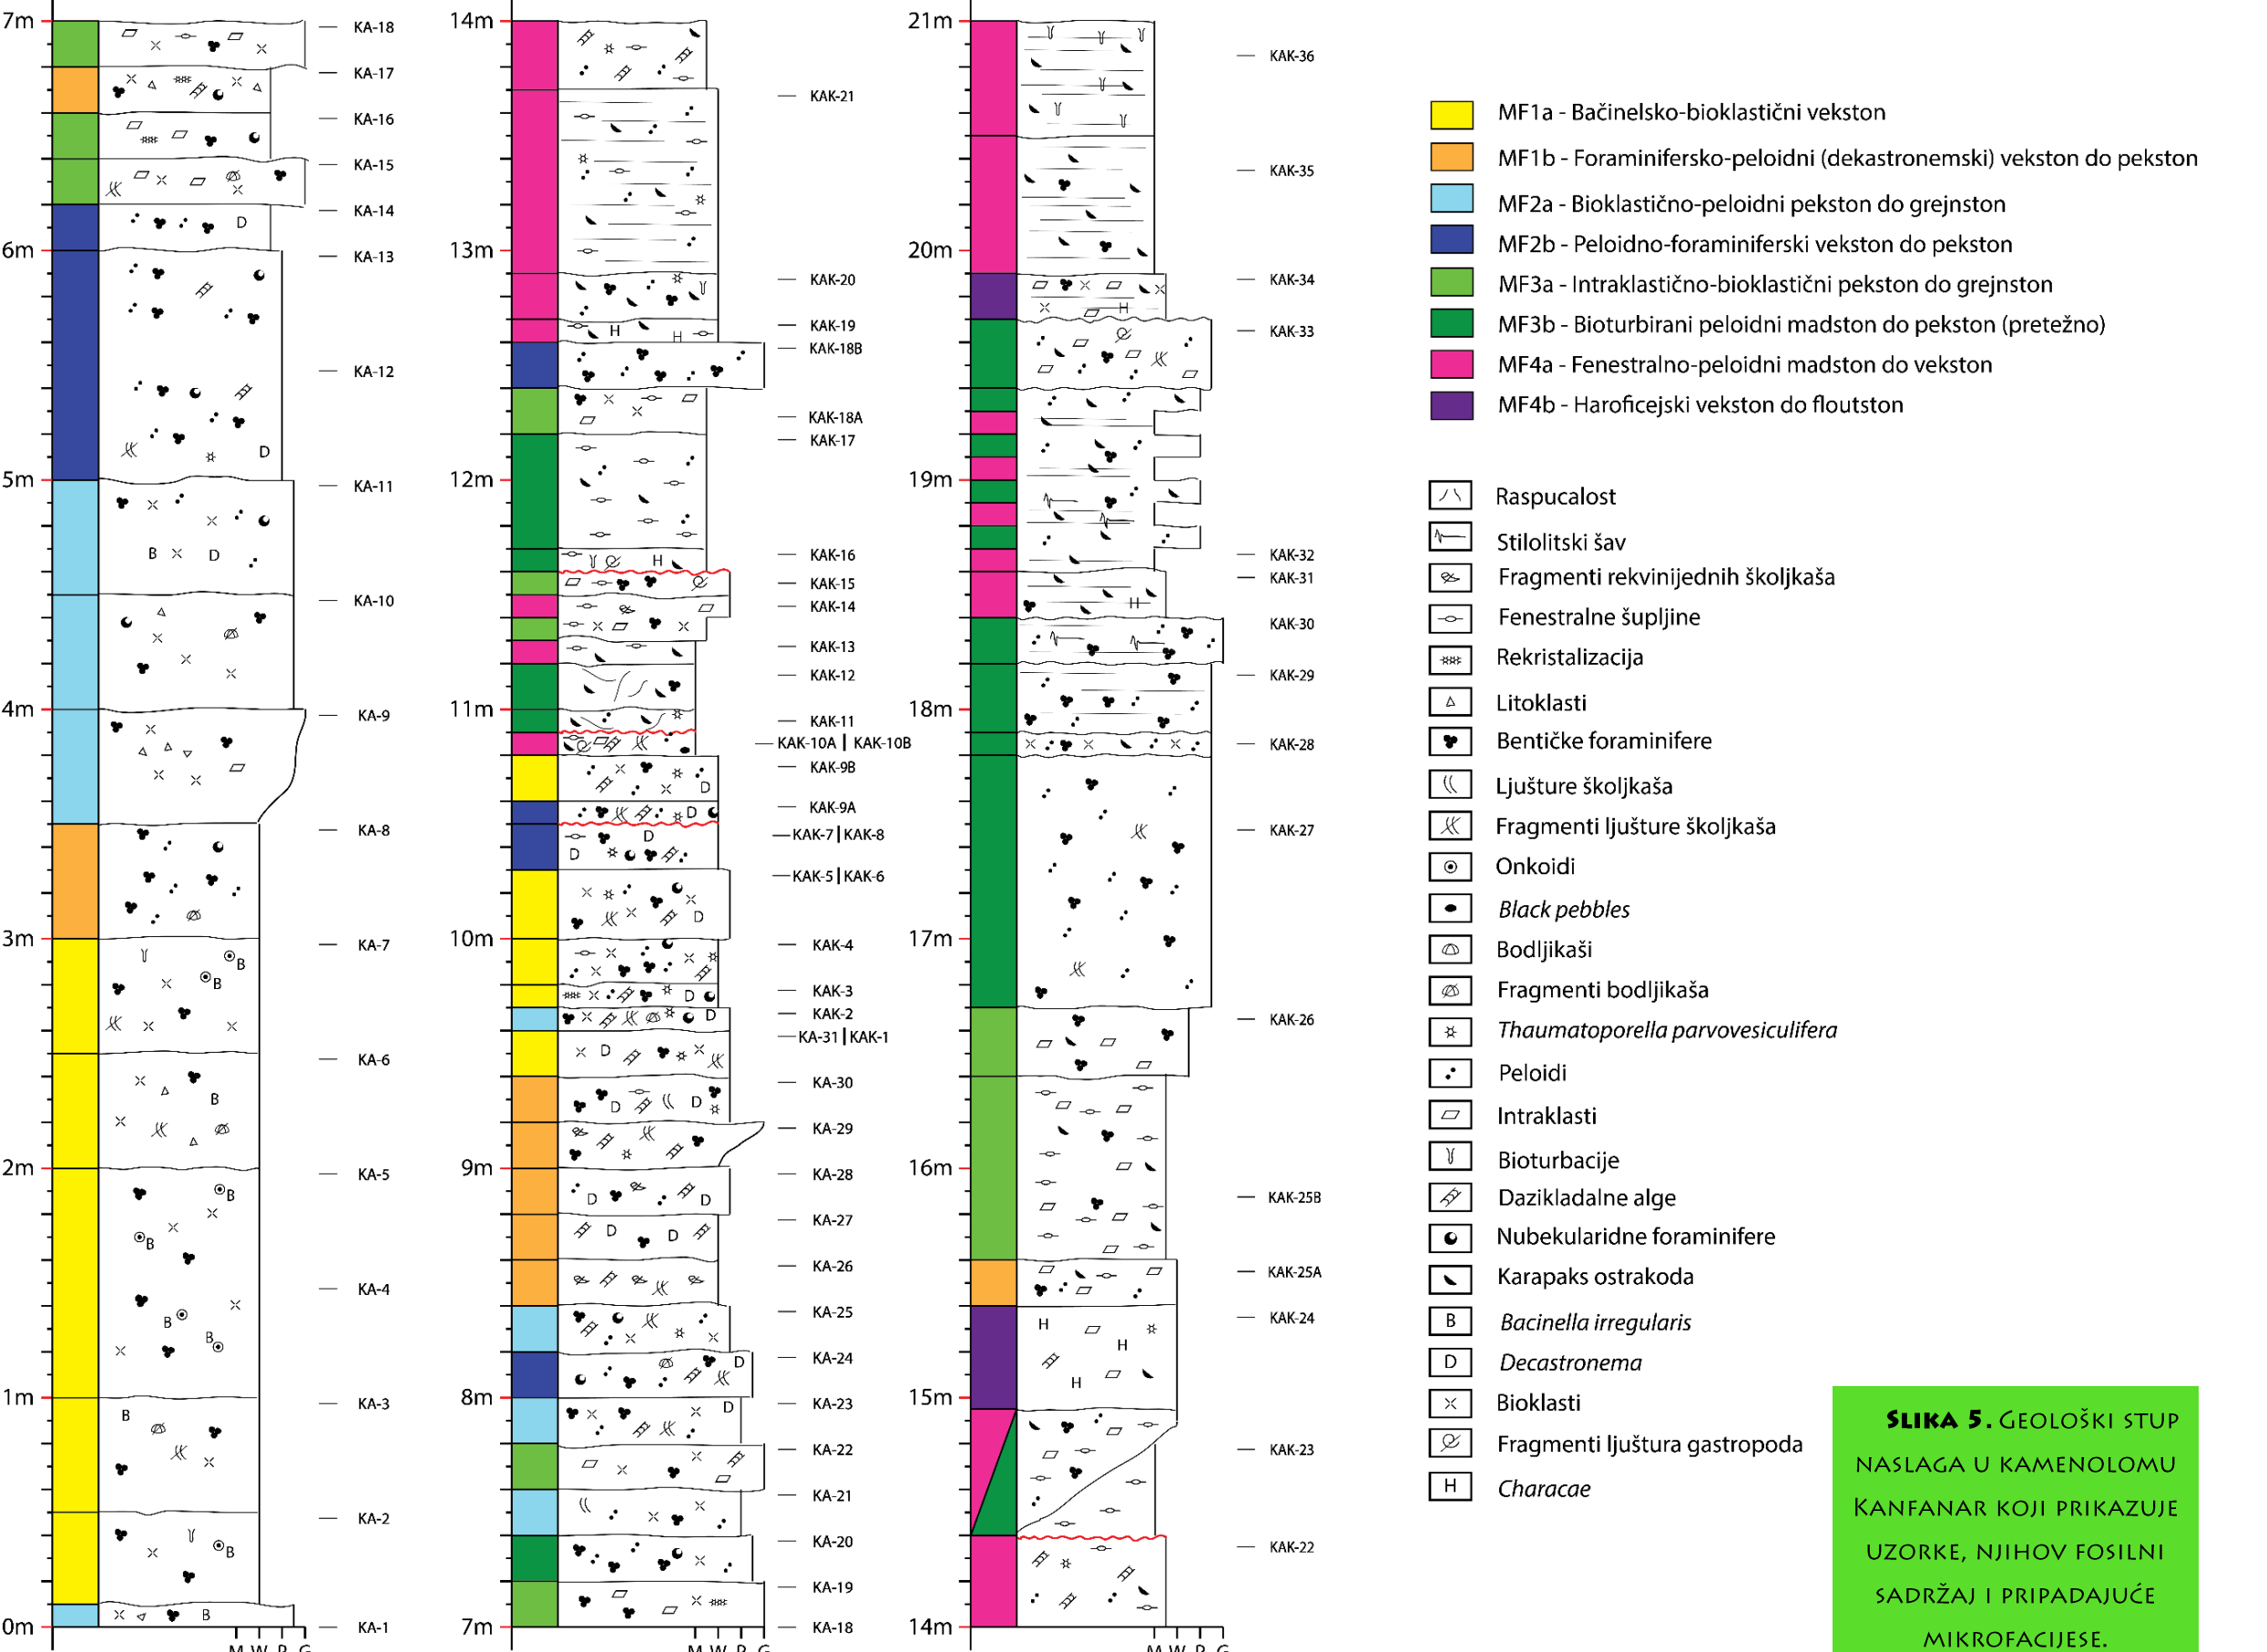 7m
6m
5m
4m
3m
2m
1m
0m
KA-18
KA-17
KA-16
KA-15
KA-14
KA-13
KA-12
KA-11
KA-10
KA-9
KA-8
KA-7
KA-6
KA-5
KA-4
KA-3
KA-2
KA-1
M W P G
14m
13m
12m
11m
10m
9m
8m
7m
KAK-21
KAK-20
KAK-19
KAK-18B
KAK-18A
KAK-17
KAK-16
KAK-15
KAK-14
KAK-13
KAK-12
KAK-11
KAK-10A | KAK-10B
KAK-9B
KAK-9A
KAK-7 | KAK-8
KAK-5 | KAK-6
KAK-4
KAK-3
KAK-2
KA-31 | KAK-1
KA-30
KA-29
KA-28
KA-27
KA-26
KA-25
KA-24
KA-23
KA-22
KA-21
KA-20
KA-19
KA-18
M W P G
21m
20m
19m
18m
17m
16m
15m
14m
KAK-36
KAK-35
KAK-34
KAK-33
KAK-32
KAK-31
KAK-30
KAK-29
KAK-28
KAK-27
KAK-26
KAK-25B
KAK-25A
KAK-24
KAK-23
KAK-22
M W P G
MF1a - Bačinelsko-bioklastični vekston
MF1b - Foraminifersko-peloidni (dekastronemski) vekston do pekston
MF2a - Bioklastično-peloidni pekston do grejnston
MF2b - Peloidno-foraminiferski vekston do pekston
MF3a - Intraklastično-bioklastični pekston do grejnston
MF3b - Bioturbirani peloidni madston do pekston (pretežno)
MF4a - Fenestralno-peloidni madston do vekston
MF4b - Haroficejski vekston do floutston
Raspucalost
Stilolitski šav
Fragmenti rekvinijednih školjkaša
Fenestralne šupljine
Rekristalizacija
Litoklasti
Bentičke foraminifere
Ljušture školjkaša
Fragmenti ljušture školjkaša
Onkoidi
Black pebbles
Bodljikaši
Fragmenti bodljikaša
Thaumatoporella parvovesiculifera
Peloidi
Intraklasti
Bioturbacije
Dazikladalne alge
Nubekularidne foraminifere
Karapaks ostrakoda
B Bacinella irregularis
D Decastronema
Bioklasti
Fragmenti ljuštura gastropoda
H Characae
SLIKA 5. GEOLOŠKI STUP
NASLAGA U KAMENOLOMU
KANFANAR KOJI PRIKAZUJE
UZORKE, NJIHOV FOSILNI
SADRŽAJ I PRIPADAJUĆE
MIKROFACIJESE.